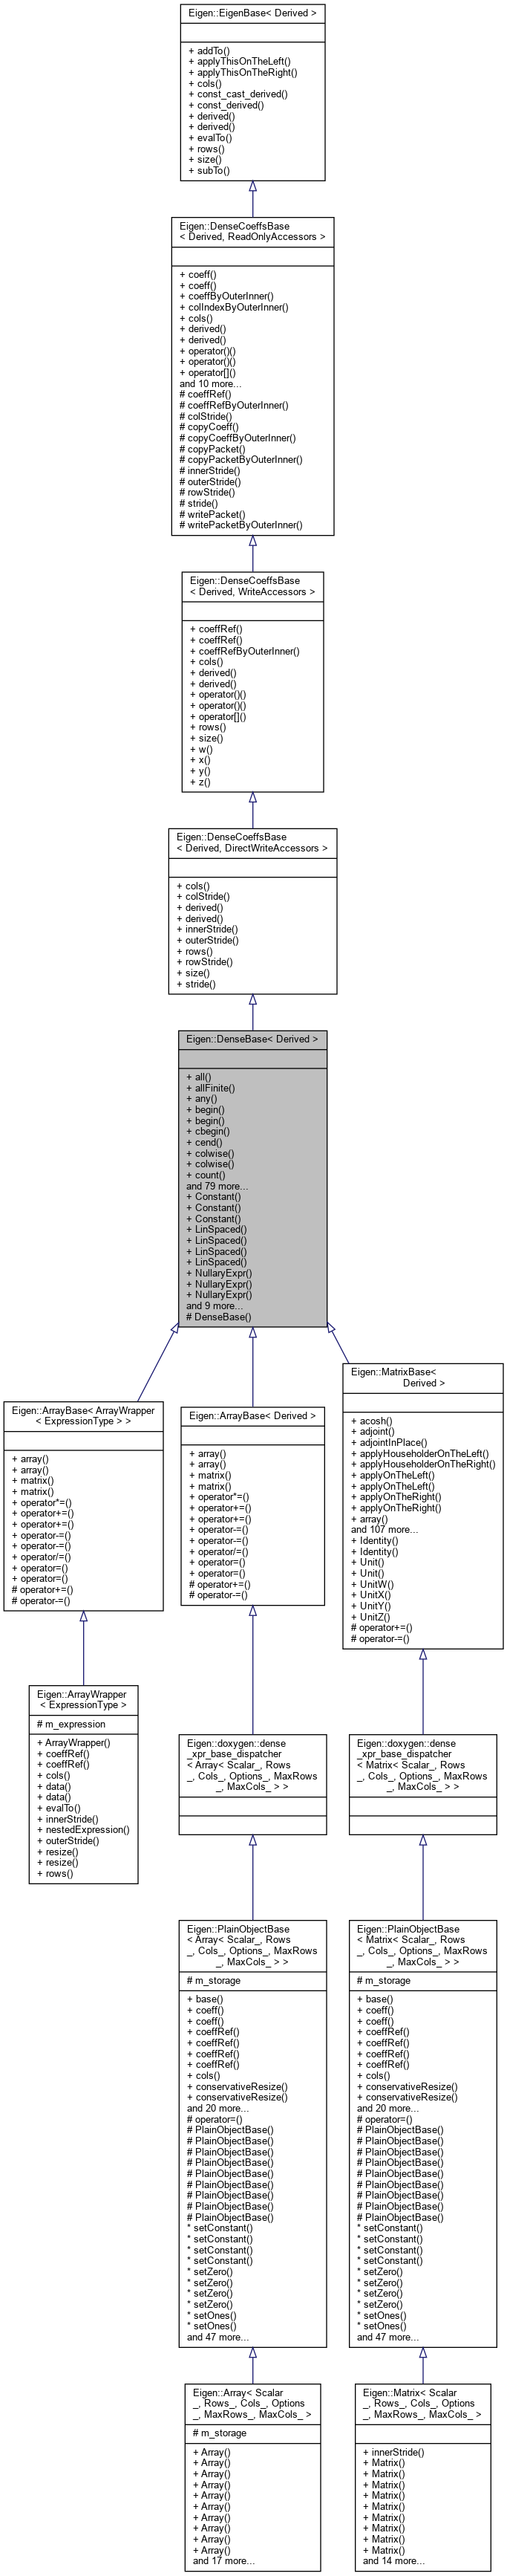 Eigen::EigenBase< Derived >
+ addTo()
+ applyThisOnTheLeft()
+ applyThisOnTheRight()
+ cols()
+ const_cast_derived()
+ const_derived()
+ derived()
+ derived()
+ evalTo()
+ rows()
+ size()
+ subTo()
Eigen::DenseCoeffsBase
< Derived, ReadOnlyAccessors >
+ coeff()
+ coeff()
+ coeffByOuterInner()
+ colIndexByOuterInner()
+ cols()
+ derived()
+ derived()
+ operator()()
+ operator()()
+ operator[]()
and 10 more...
# coeffRef()
# coeffRefByOuterInner()
# colStride()
# copyCoeff()
# copyCoeffByOuterInner()
# copyPacket()
# copyPacketByOuterInner()
# innerStride()
# outerStride()
# rowStride()
# stride()
# writePacket()
# writePacketByOuterInner()
Eigen::DenseCoeffsBase
< Derived, WriteAccessors >
+ coeffRef()
+ coeffRef()
+ coeffRefByOuterInner()
+ cols()
+ derived()
+ derived()
+ operator()()
+ operator()()
+ operator[]()
+ rows()
+ size()
+ w()
+ x()
+ y()
+ z()
Eigen::DenseCoeffsBase
< Derived, DirectWriteAccessors >
+ cols()
+ colStride()
+ derived()
+ derived()
+ innerStride()
+ outerStride()
+ rows()
+ rowStride()
+ size()
+ stride()
Eigen::DenseBase< Derived >
+ all()
+ allFinite()
+ any()
+ begin()
+ begin()
+ cbegin()
+ cend()
+ colwise()
+ colwise()
+ count()
and 79 more...
+ Constant()
+ Constant()
+ Constant()
+ LinSpaced()
+ LinSpaced()
+ LinSpaced()
+ LinSpaced()
+ NullaryExpr()
+ NullaryExpr()
+ NullaryExpr()
and 9 more...
# DenseBase()
Eigen::ArrayBase< ArrayWrapper
< ExpressionType > >
+ array()
+ array()
+ matrix()
+ matrix()
+ operator*=()
+ operator+=()
+ operator+=()
+ operator-=()
+ operator-=()
+ operator/=()
+ operator=()
+ operator=()
# operator+=()
# operator-=()
Eigen::ArrayWrapper
< ExpressionType >
# m_expression
+ ArrayWrapper()
+ coeffRef()
+ coeffRef()
+ cols()
+ data()
+ data()
+ evalTo()
+ innerStride()
+ nestedExpression()
+ outerStride()
+ resize()
+ resize()
+ rows()
Eigen::ArrayBase< Derived >
+ array()
+ array()
+ matrix()
+ matrix()
+ operator*=()
+ operator+=()
+ operator+=()
+ operator-=()
+ operator-=()
+ operator/=()
+ operator=()
+ operator=()
# operator+=()
# operator-=()
Eigen::doxygen::dense
_xpr_base_dispatcher
< Array< Scalar_, Rows
_, Cols_, Options_, MaxRows
_, MaxCols_ > >
Eigen::PlainObjectBase
< Array< Scalar_, Rows
_, Cols_, Options_, MaxRows
_, MaxCols_ > >
# m_storage
+ base()
+ coeff()
+ coeff()
+ coeffRef()
+ coeffRef()
+ coeffRef()
+ coeffRef()
+ cols()
+ conservativeResize()
+ conservativeResize()
and 20 more...
# operator=()
# PlainObjectBase()
# PlainObjectBase()
# PlainObjectBase()
# PlainObjectBase()
# PlainObjectBase()
# PlainObjectBase()
# PlainObjectBase()
# PlainObjectBase()
# PlainObjectBase()
* setConstant()
* setConstant()
* setConstant()
* setConstant()
* setZero()
* setZero()
* setZero()
* setZero()
* setOnes()
* setOnes()
and 47 more...
Eigen::Array< Scalar
_, Rows_, Cols_, Options
_, MaxRows_, MaxCols_ >
# m_storage
+ Array()
+ Array()
+ Array()
+ Array()
+ Array()
+ Array()
+ Array()
+ Array()
+ Array()
+ Array()
and 17 more...
Eigen::MatrixBase<
Derived >
+ acosh()
+ adjoint()
+ adjointInPlace()
+ applyHouseholderOnTheLeft()
+ applyHouseholderOnTheRight()
+ applyOnTheLeft()
+ applyOnTheLeft()
+ applyOnTheRight()
+ applyOnTheRight()
+ array()
and 107 more...
+ Identity()
+ Identity()
+ Unit()
+ Unit()
+ UnitW()
+ UnitX()
+ UnitY()
+ UnitZ()
# operator+=()
# operator-=()
Eigen::doxygen::dense
_xpr_base_dispatcher
< Matrix< Scalar_, Rows
_, Cols_, Options_, MaxRows
_, MaxCols_ > >
Eigen::PlainObjectBase
< Matrix< Scalar_, Rows
_, Cols_, Options_, MaxRows
_, MaxCols_ > >
# m_storage
+ base()
+ coeff()
+ coeff()
+ coeffRef()
+ coeffRef()
+ coeffRef()
+ coeffRef()
+ cols()
+ conservativeResize()
+ conservativeResize()
and 20 more...
# operator=()
# PlainObjectBase()
# PlainObjectBase()
# PlainObjectBase()
# PlainObjectBase()
# PlainObjectBase()
# PlainObjectBase()
# PlainObjectBase()
# PlainObjectBase()
# PlainObjectBase()
* setConstant()
* setConstant()
* setConstant()
* setConstant()
* setZero()
* setZero()
* setZero()
* setZero()
* setOnes()
* setOnes()
and 47 more...
Eigen::Matrix< Scalar
_, Rows_, Cols_, Options
_, MaxRows_, MaxCols_ >
+ innerStride()
+ Matrix()
+ Matrix()
+ Matrix()
+ Matrix()
+ Matrix()
+ Matrix()
+ Matrix()
+ Matrix()
+ Matrix()
and 14 more...